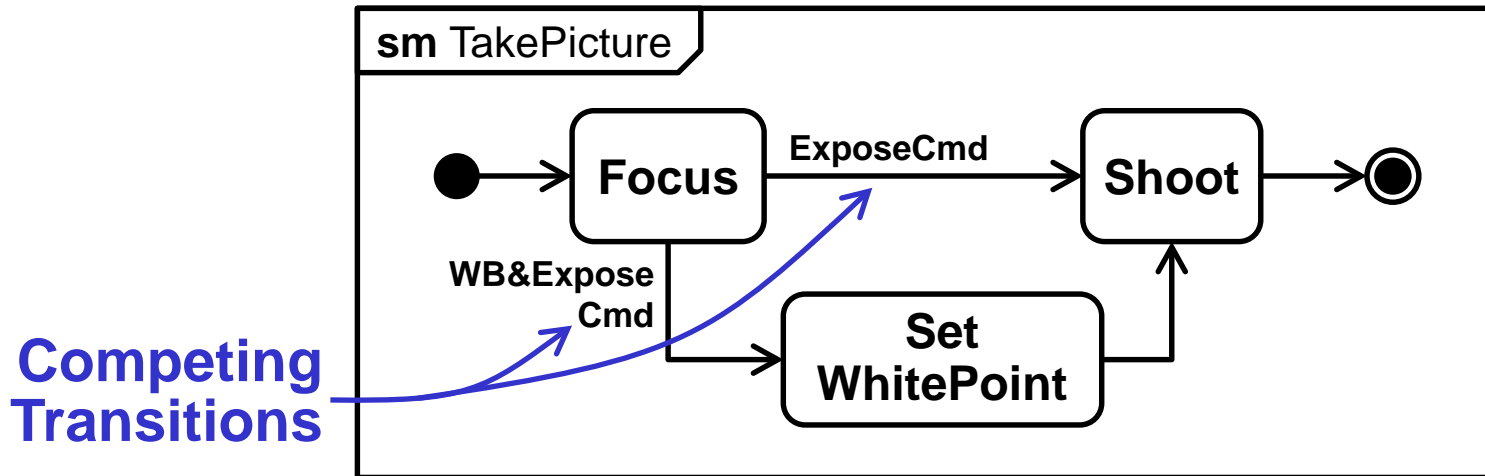 sm TakePicture
ExposeCmd
Focus
Shoot
WB&Expose
Cmd
Set
WhitePoint
Competing
Transitions